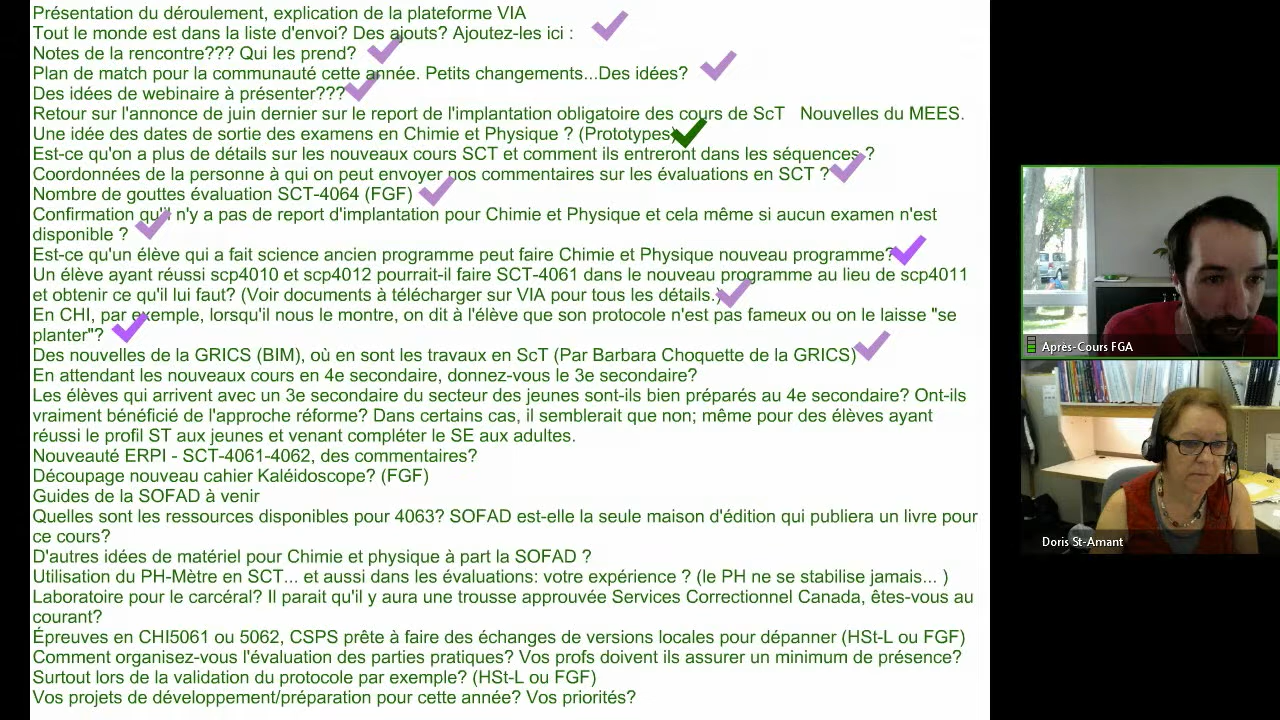 Présentation du déroulement, explication de la plateforme VIA
Tout le monde est dans la liste d'envoi? Des ajouts? Ajoutez-les ici :
Notes de la rencontre??? Qui les prend?
Plan de match pour la communauté cette année. Petits changements...Des idées?
Des idées de webinaire à présenter???
Retour sur l'annonce de juin dernier sur le report de l'implantation obligatoire des cours de ScT   Nouvelles du MEES.
Une idée des dates de sortie des examens en Chimie et Physique ? (Prototypes)
Est-ce qu'on a plus de détails sur les nouveaux cours SCT et comment ils entreront dans les séquences ?
Coordonnées de la personne à qui on peut envoyer nos commentaires sur les évaluations en SCT ?
Nombre de gouttes évaluation SCT-4064 (FGF)
Confirmation qu'il n'y a pas de report d'implantation pour Chimie et Physique et cela même si aucun examen n'est
disponible ?
Est-ce qu'un élève qui a fait science ancien programme peut faire Chimie et Physique nouveau programme?
Un élève ayant réussi scp4010 et scp4012 pourrait-il faire SCT-4061 dans le nouveau programme au lieu de scp4011
et obtenir ce qu'il lui faut? (Voir documents à télécharger sur VIA pour tous les détails.)
En CHI, par exemple, lorsqu'il nous le montre, on dit à l'élève que son protocole n'est pas fameux ou on le laisse "se
planter"?
Des nouvelles de la GRICS (BIM), où en sont les travaux en ScT (Par Barbara Choquette de la GRICS)
En attendant les nouveaux cours en 4e secondaire, donnez-vous le 3e secondaire?
Les élèves qui arrivent avec un 3e secondaire du secteur des jeunes sont-ils bien préparés au 4e secondaire? Ont-ils
vraiment bénéficié de l'approche réforme? Dans certains cas, il semblerait que non; même pour des élèves ayant
réussi le profil ST aux jeunes et venant compléter le SE aux adultes.
Nouveauté ERPI - SCT-4061-4062, des commentaires?
Découpage nouveau cahier Kaléidoscope? (FGF)
Guides de la SOFAD à venir
Quelles sont les ressources disponibles pour 4063? SOFAD est-elle la seule maison d'édition qui publiera un livre pour
ce cours?
D'autres idées de matériel pour Chimie et physique à part la SOFAD ?
Utilisation du PH-Mètre en SCT... et aussi dans les évaluations: votre expérience ? (le PH ne se stabilise jamais... )
Laboratoire pour le carcéral? Il parait qu'il y aura une trousse approuvée Services Correctionnel Canada, êtes-vous au
courant?
Épreuves en CHI5061 ou 5062, CSPS prête à faire des échanges de versions locales pour dépanner (HSt-L ou FGF)
Comment organisez-vous l'évaluation des parties pratiques? Vos profs doivent ils assurer un minimum de présence?
Surtout lors de la validation du protocole par exemple? (HSt-L ou FGF)
Vos projets de développement/préparation pour cette année? Vos priorités?
Après-Cours FGA
Doris St-Amant